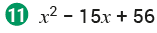 11 x² − 15x + 56